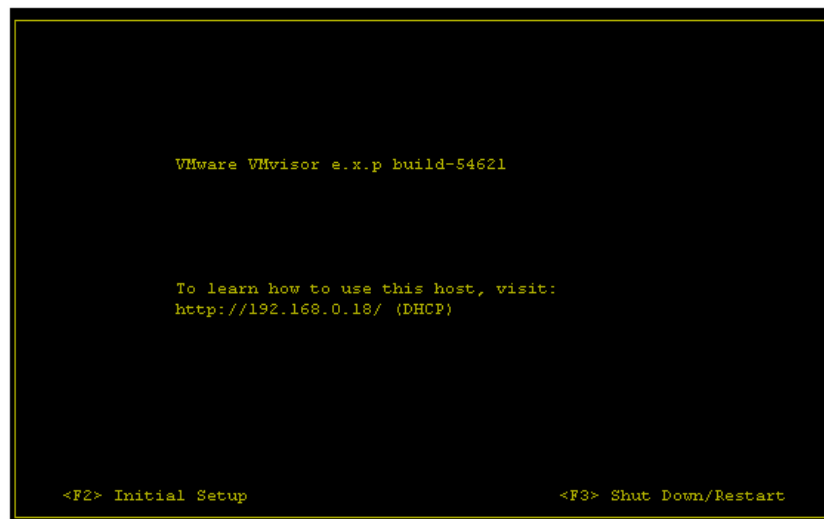 VMware VMvisor e.x.p build-54621
To learn how to use this host, visit:
http://192.168.0.18/ (DHCP)
<F2> Initial Setup
<F3> Shut Down/Restart